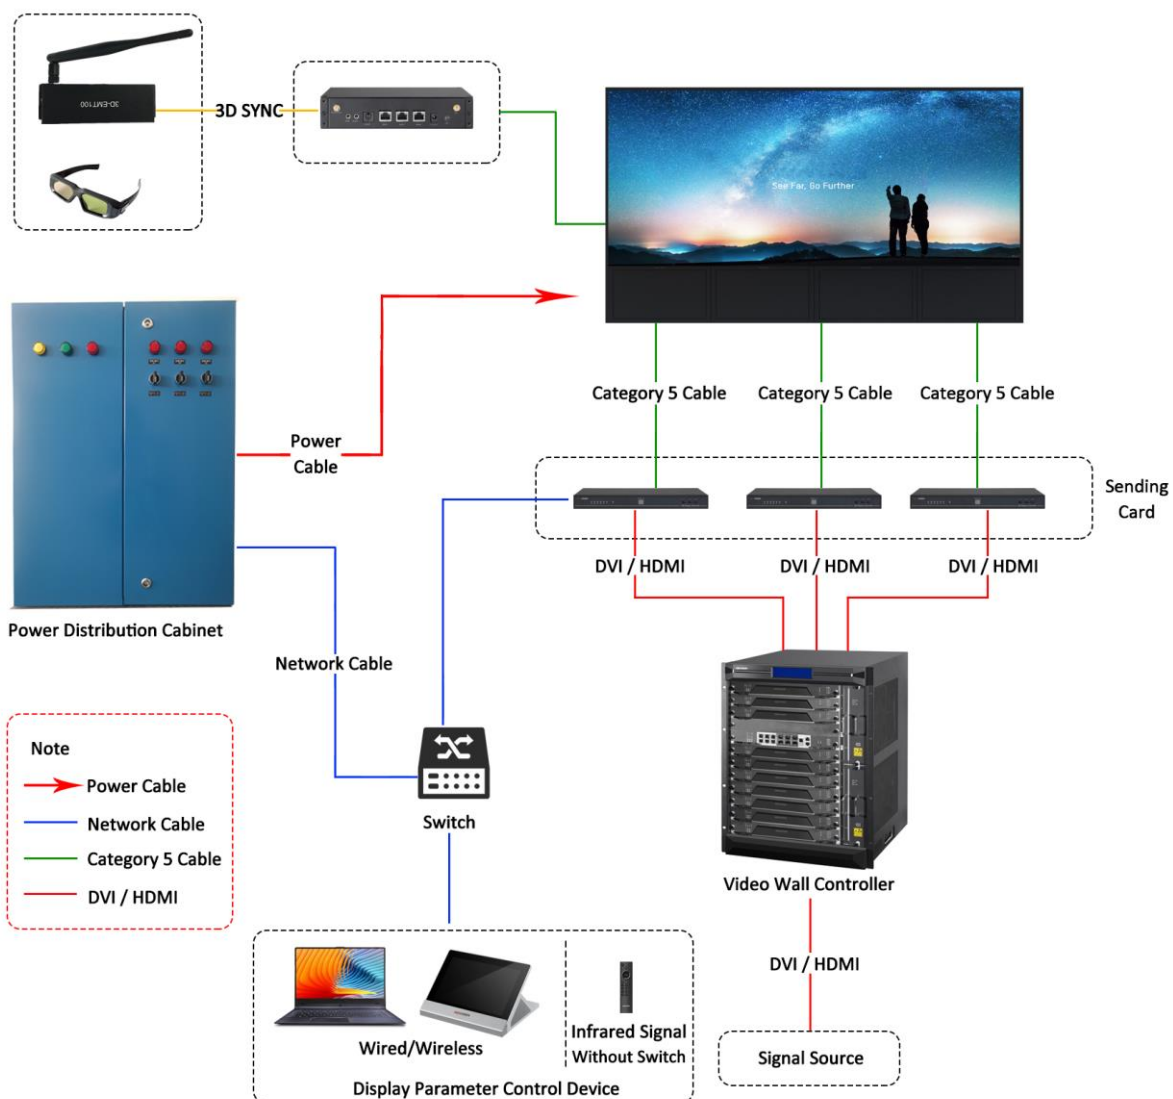 3D-EMT100
3D SYNC
See Far, Go Further
Power
Cable
Category 5 Cable
Category 5 Cable
Category 5 Cable
Sending
Card
DVI / HDMI
DVI / HDMI
DVI / HDMI
Power Distribution Cabinet
Network Cable
Note
Power Cable
Network Cable
Category 5 Cable
DVI / HDMI
Switch
Video Wall Controller
DVI / HDMI
Wired/Wireless
Infrared Signal
Without Switch
Display Parameter Control Device
Signal Source